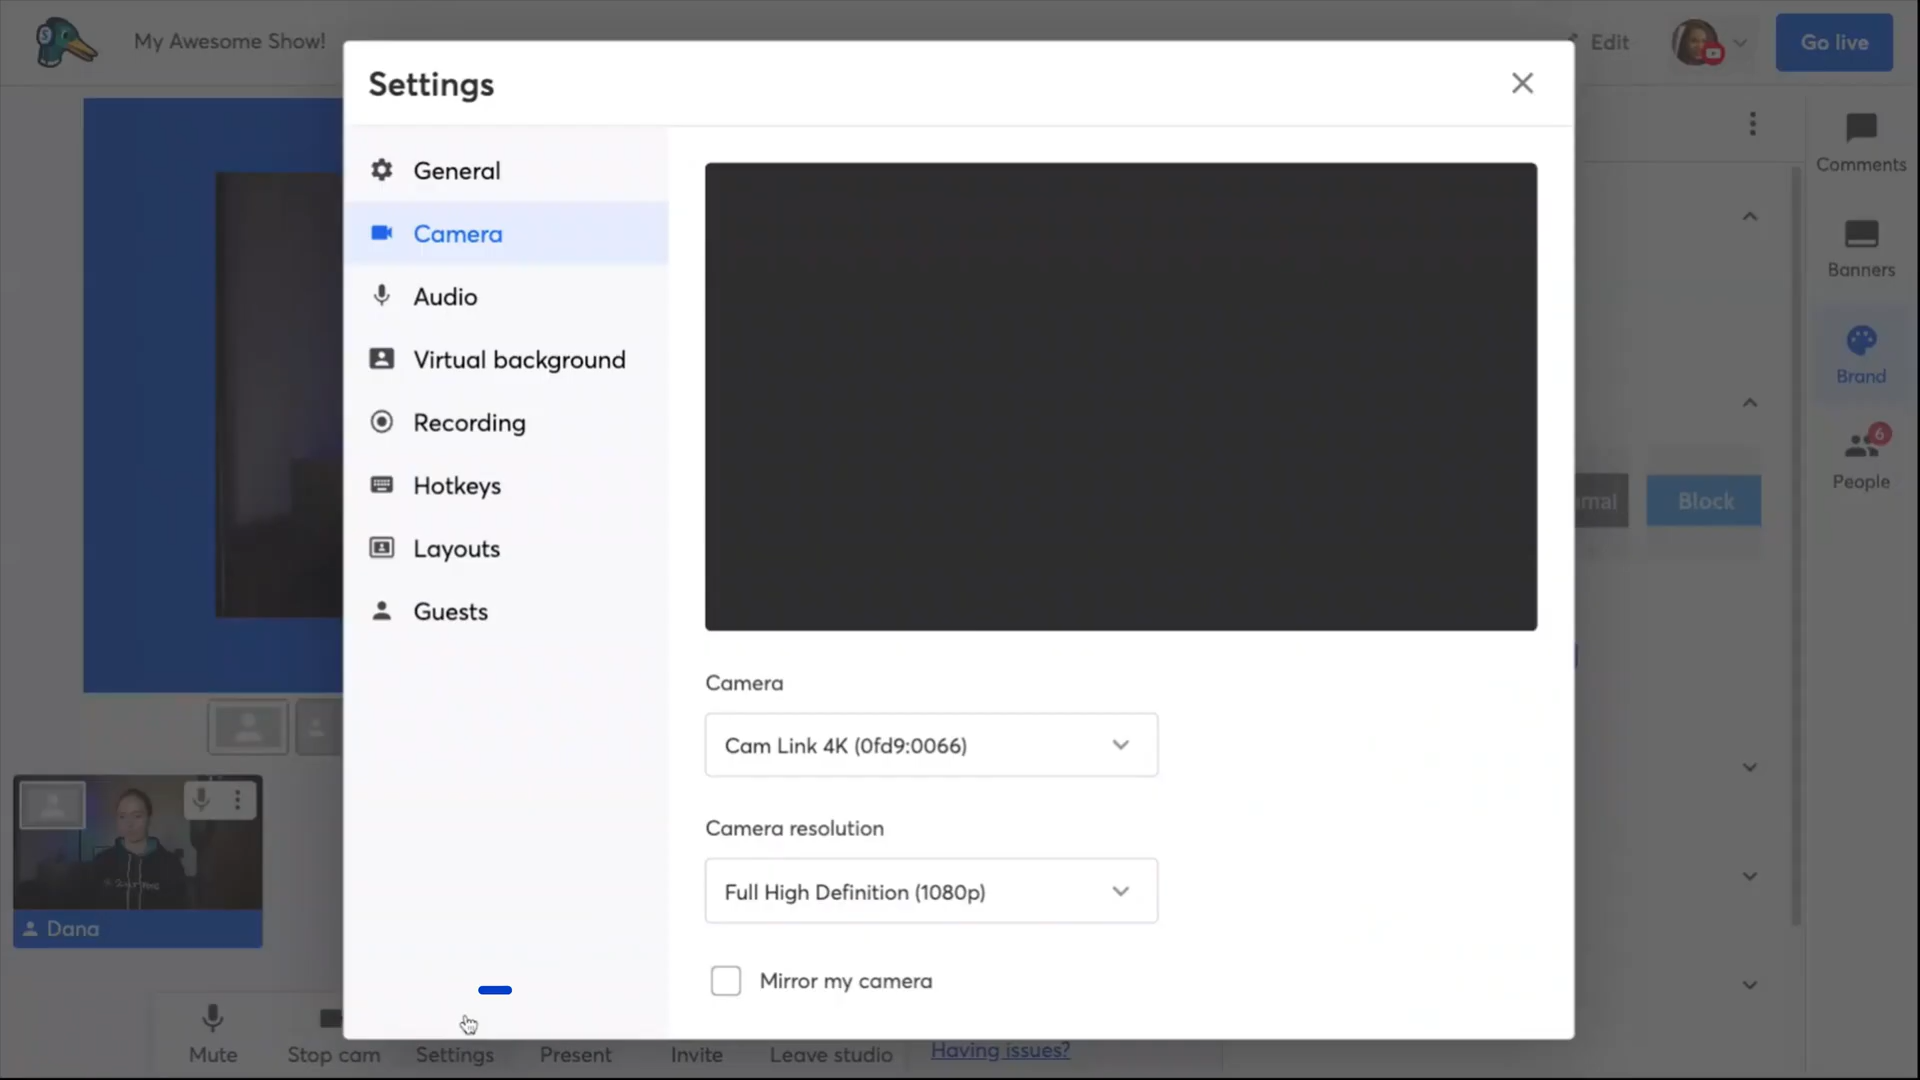 My Awesome Show!
Edit
Go live
Settings
General
Camera
Audio
Virtual background
Recording
Hotkeys
Layouts
Guests
Camera
Cam Link 4K (0fd9:0066)
Camera resolution
Full High Definition (1080p)
Mirror my camera
Comments
Banners
Brand
6
People
Block
Dana
Mute
Stop cam
Settings
Present
Invite
Leave studio
Having issues?